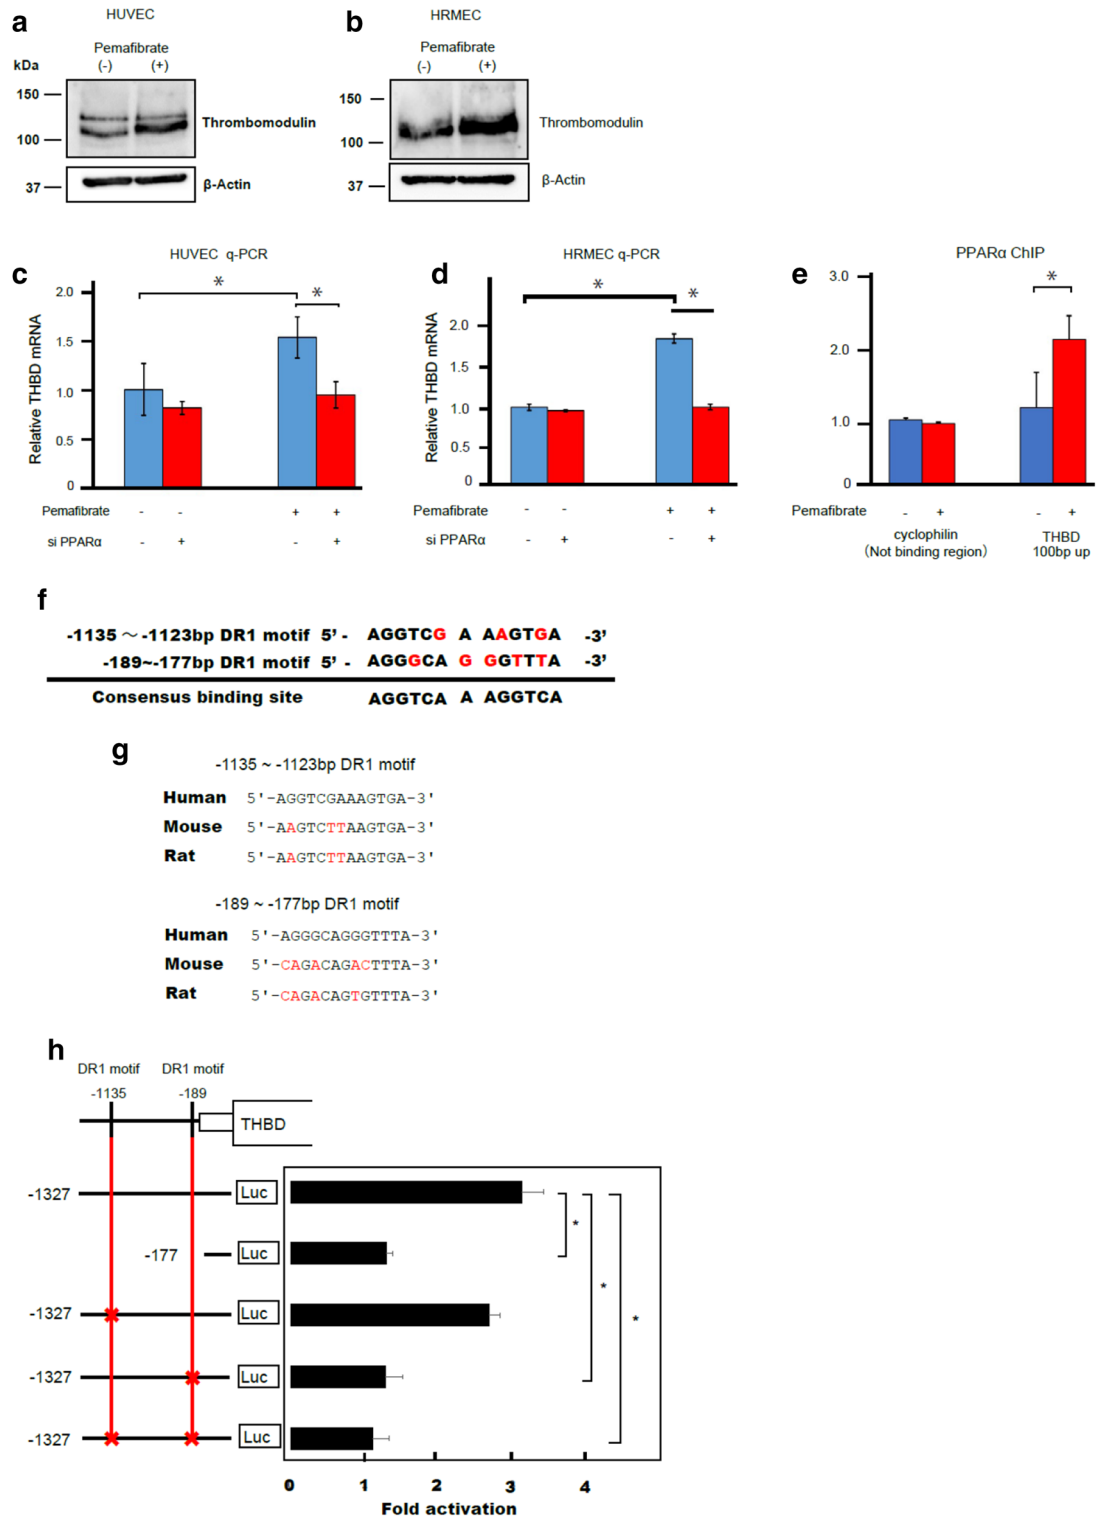 a
HUVEC
Pemafibrate
kDa
(-) (+)
150
100
Thrombomodulin
37
β-Actin
b
HRMEC
Pemafibrate
(-) (+)
150
100
Thrombomodulin
37
β-Actin
c
HUVEC q-PCR
Relative THBD mRNA
2.0
1.5
1.0
0.5
0
* *
Pemafibrate - - + +
si PPARα - + - +
d
HRMEC q-PCR
Relative THBD mRNA
2.0
1.5
1.0
0.5
0
* *
Pemafibrate - - + +
si PPARα - + - +
e
PPARα ChIP
3.0
2.0
1.0
0
*
Pemafibrate - + - +
cyclophilin
(Not binding region)
THBD
100bp up
f
-1135 ~ -1123bp DR1 motif 5' - AGGTCG A AAGTGA -3'
-189~-177bp DR1 motif 5' - AGGGCA G GGTTTA -3'
Consensus binding site AGGTCA A AGGTCA
g
-1135 ~ -1123bp DR1 motif
Human 5'-AGGTCGAAAGTGA-3'
Mouse 5'-AAGTCTTAAGTGA-3'
Rat 5'-AAGTCTTAAGTGA-3'
-189 ~ -177bp DR1 motif
Human 5'-AGGGCAGGGTTTA-3'
Mouse 5'-CAGACAGACTTTA-3'
Rat 5'-CAGACAGTGTTTA-3'
h
DR1 motif DR1 motif
-1135 -189
THBD
-1327 Luc
-177 Luc
-1327 Luc
-1327 Luc
-1327 Luc
*
*
*
0 1 2 3 4
Fold activation